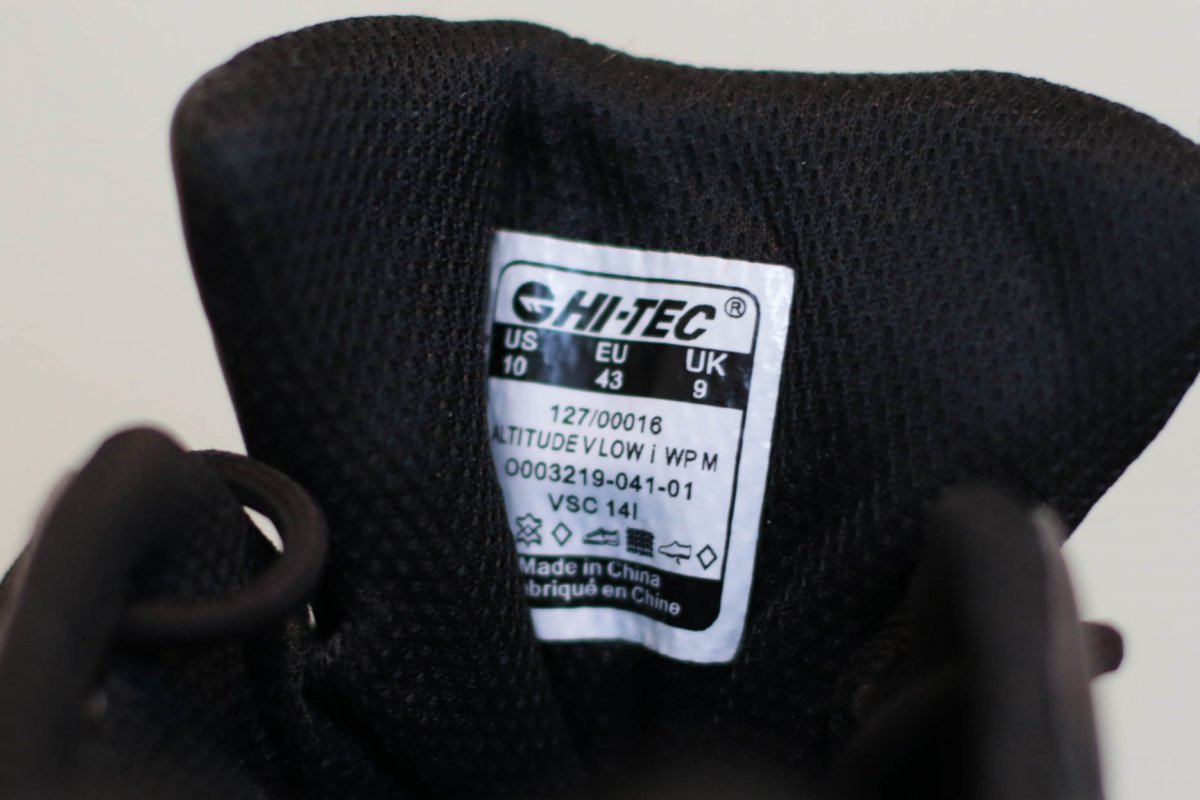 HI-TEC®
US EU UK
10 43 9
127/00016
ALTITUDE V LOW i WP M
O003219-041-01
VSC 14I
Made in China
briqué en Chine